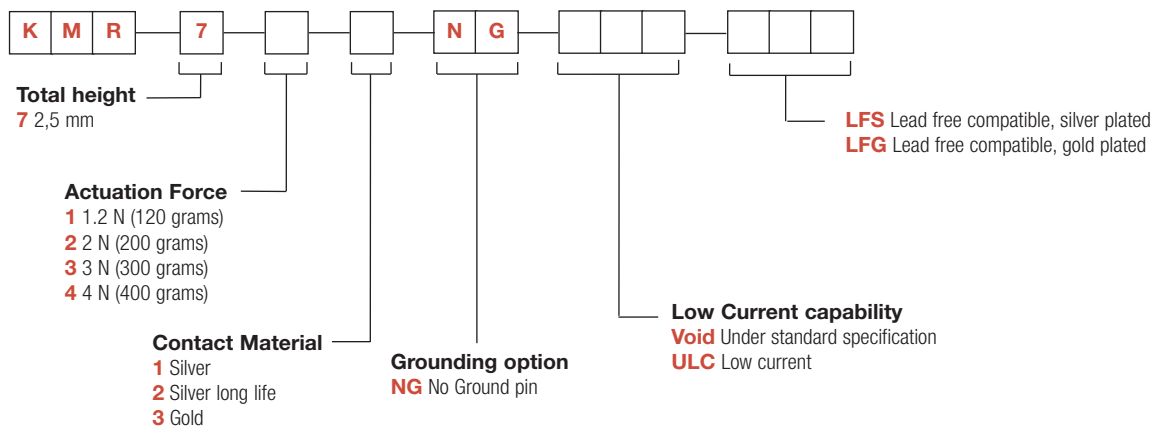 K M R 7 N G
Total height
7 2,5 mm
LFS Lead free compatible, silver plated
LFG Lead free compatible, gold plated
Actuation Force
1 1.2 N (120 grams)
2 2 N (200 grams)
3 3 N (300 grams)
4 4 N (400 grams)
Contact Material
1 Silver
2 Silver long life
3 Gold
Grounding option
NG No Ground pin
Low Current capability
Void Under standard specification
ULC Low current